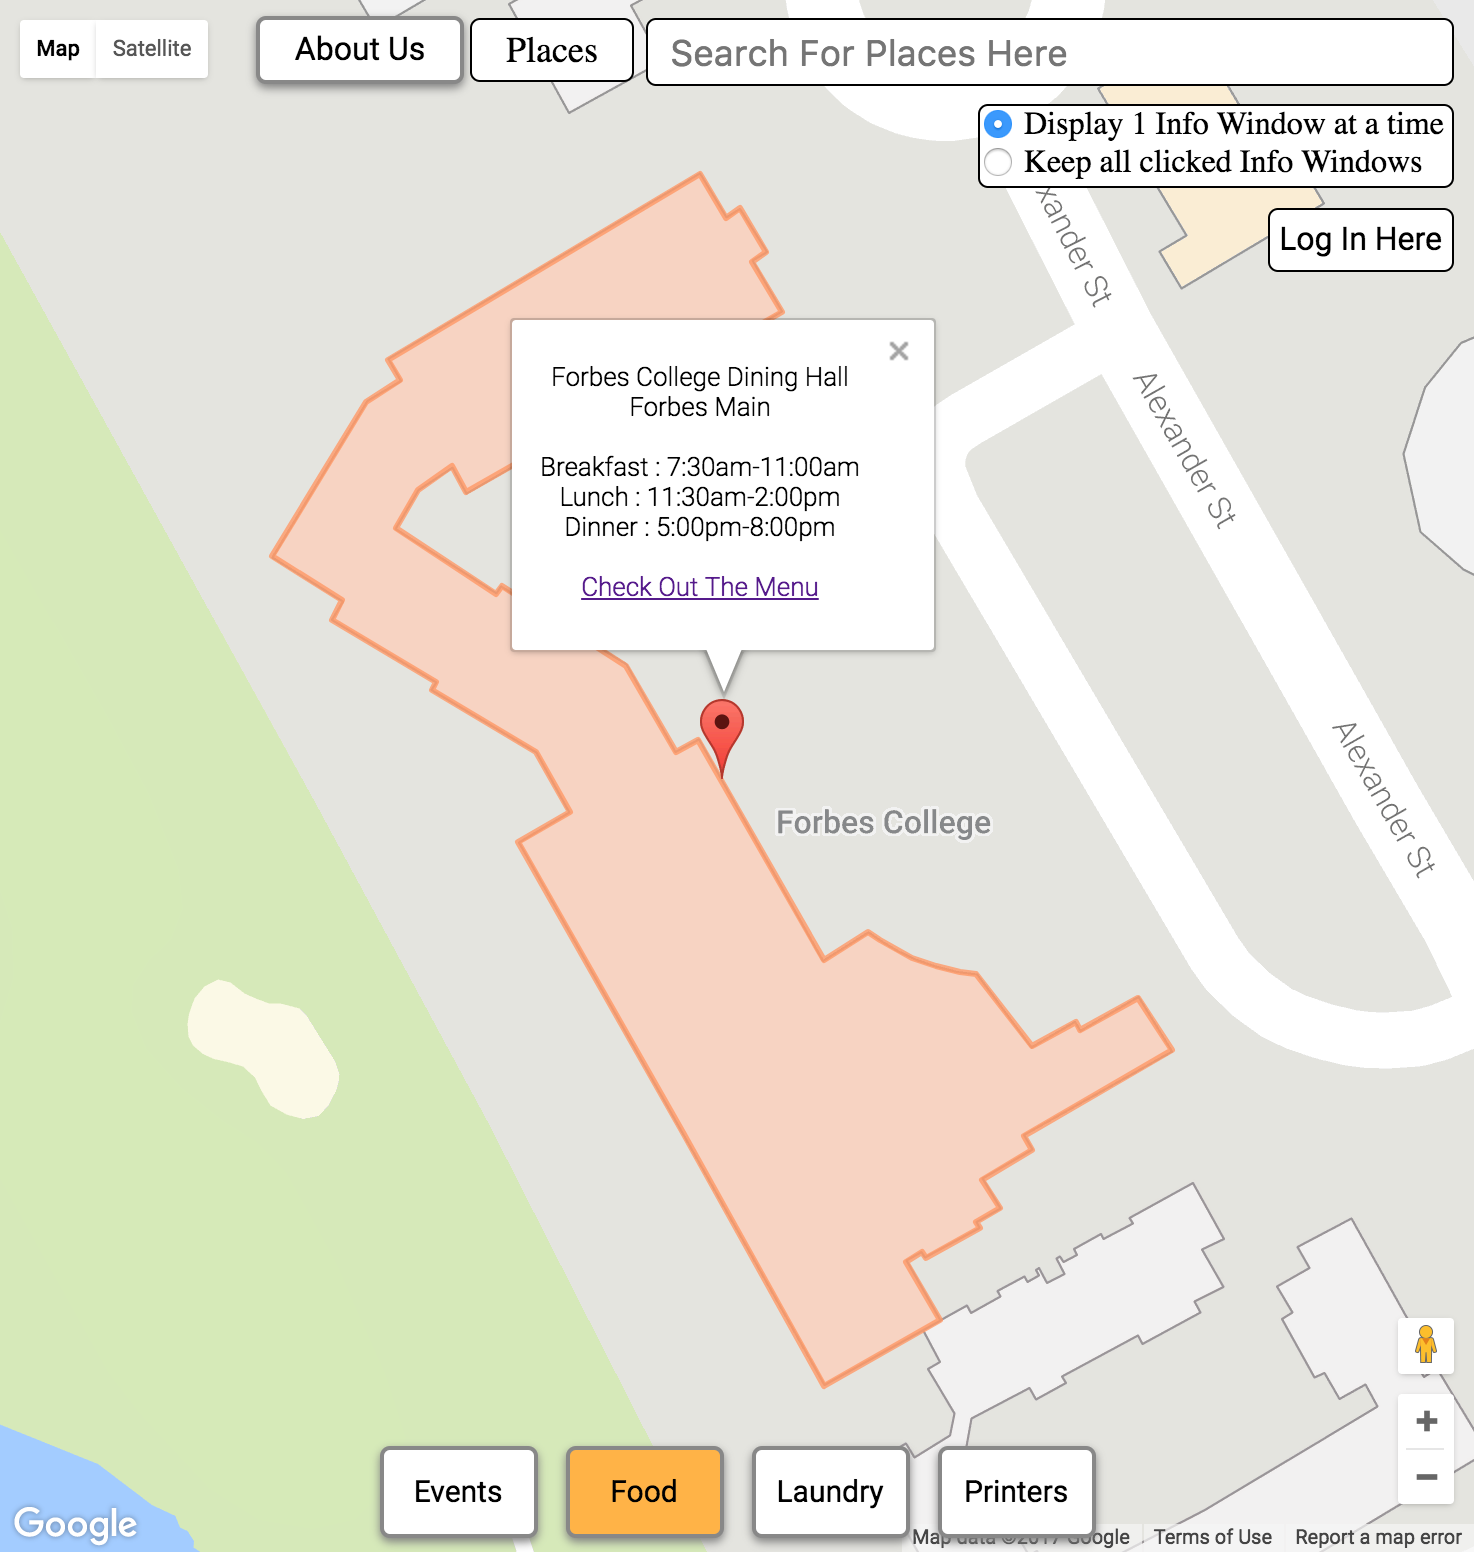 Map
Satellite
About Us
Places
Search For Places Here
Display 1 Info Window at a time
Keep all clicked Info Windows
Log In Here
xander St
Alexander St
Alexander St
Forbes College Dining Hall
Forbes Main
Breakfast : 7:30am-11:00am
Lunch : 11:30am-2:00pm
Dinner : 5:00pm-8:00pm
Check Out The Menu
Forbes College
Events
Food
Laundry
Printers
Google
Map data ©2017 Google
Terms of Use
Report a map error